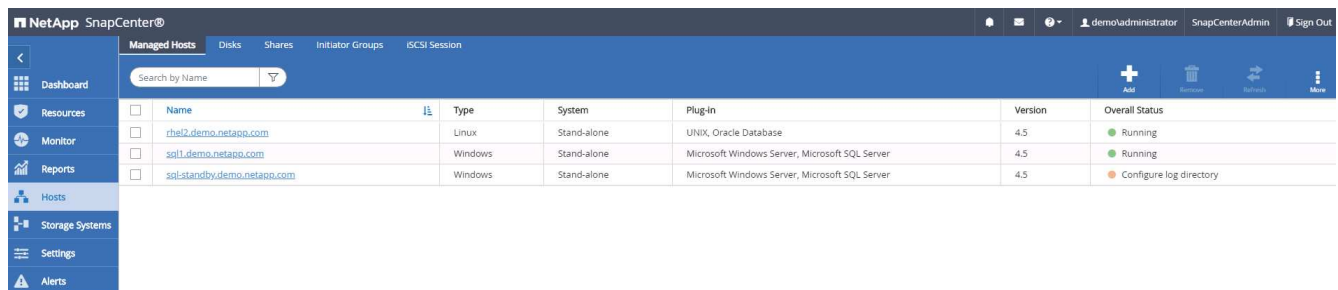 NetApp SnapCenter®
demo\administrator SnapCenterAdmin Sign Out
Managed Hosts Disks Shares Initiator Groups iSCSI Session
Search by Name
Add Remove Refresh More
Dashboard
Resources
Monitor
Reports
Hosts
Storage Systems
Settings
Alerts
Name Type System Plug-in Version Overall Status
rhel2.demo.netapp.com Linux Stand-alone UNIX, Oracle Database 4.5 Running
sql1.demo.netapp.com Windows Stand-alone Microsoft Windows Server, Microsoft SQL Server 4.5 Running
sql-standby.demo.netapp.com Windows Stand-alone Microsoft Windows Server, Microsoft SQL Server 4.5 Configure log directory